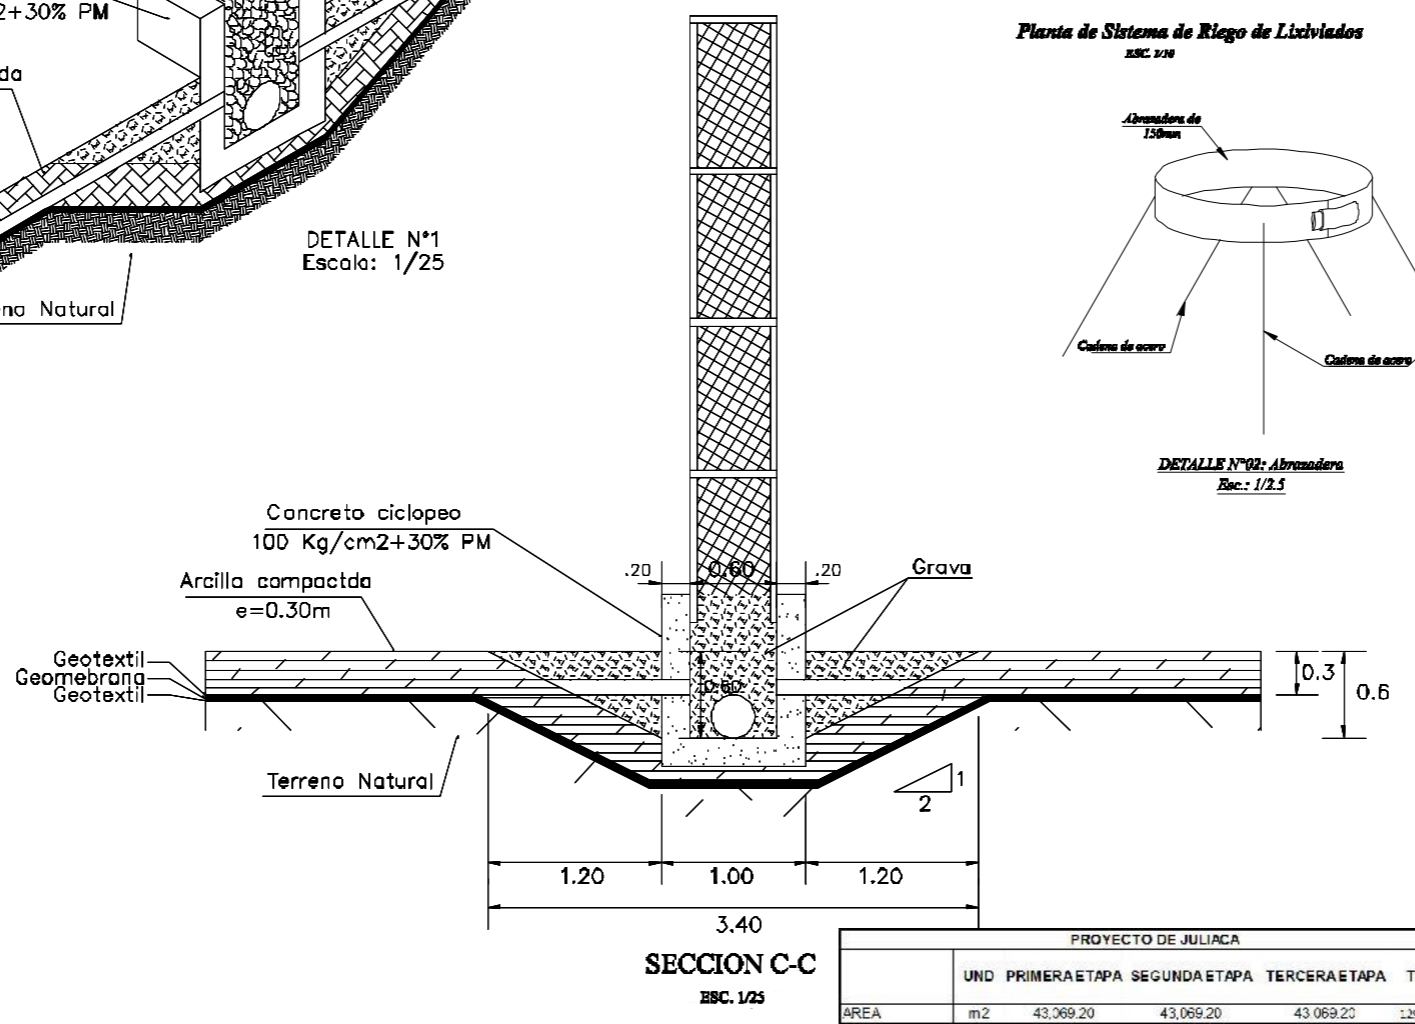 2+30% PM
da
Natural
DETALLE N°1
Escala: 1/25
Planta de Sistema de Riego de Lixiviados
ESC. 1/10
Abrazadera de
150mm
Cadena de acero
Cadena de acero
DETALLE N°02: Abrazadera
Esc.: 1/2.5
Concreto ciclopeo
100 Kg/cm2+30% PM
Arcilla compactda
e=0.30m
Geotextil
Geomebrana
Geotextil
Terreno Natural
.20 0.60 .20
Grava
0.60
0.3
0.6
1
2
1.20 1.00 1.20
3.40
SECCION C-C
ESC. 1/25
PROYECTO DE JULIACA
UND PRIMERA ETAPA SEGUNDA ETAPA TERCERA ETAPA
AREA m2 43,069.20 43,069.20 43,069.20